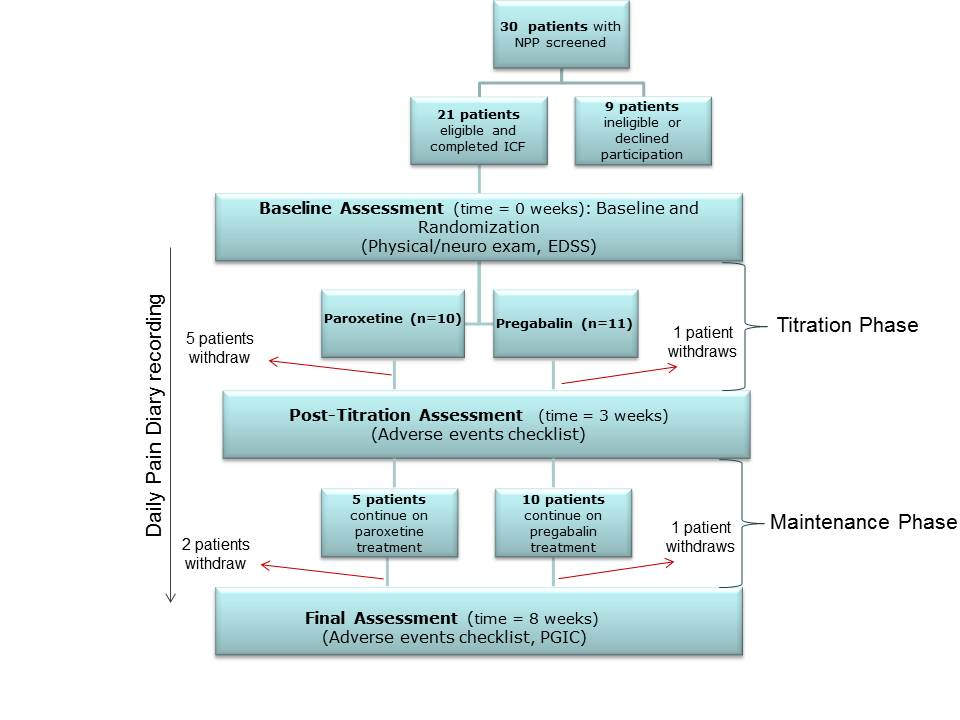 30 patients with
NPP screened
21 patients
eligible and
completed ICF
9 patients
ineligible or
declined
participation
Baseline Assessment (time = 0 weeks): Baseline and
Randomization
(Physical/neuro exam, EDSS)
Daily Pain Diary recording
Paroxetine (n=10)
Pregabalin (n=11)
5 patients
withdraw
1 patient
withdraws
Titration Phase
Post-Titration Assessment (time = 3 weeks)
(Adverse events checklist)
5 patients
continue on
paroxetine
treatment
10 patients
continue on
pregabalin
treatment
2 patients
withdraw
1 patient
withdraws
Maintenance Phase
Final Assessment (time = 8 weeks)
(Adverse events checklist, PGIC)